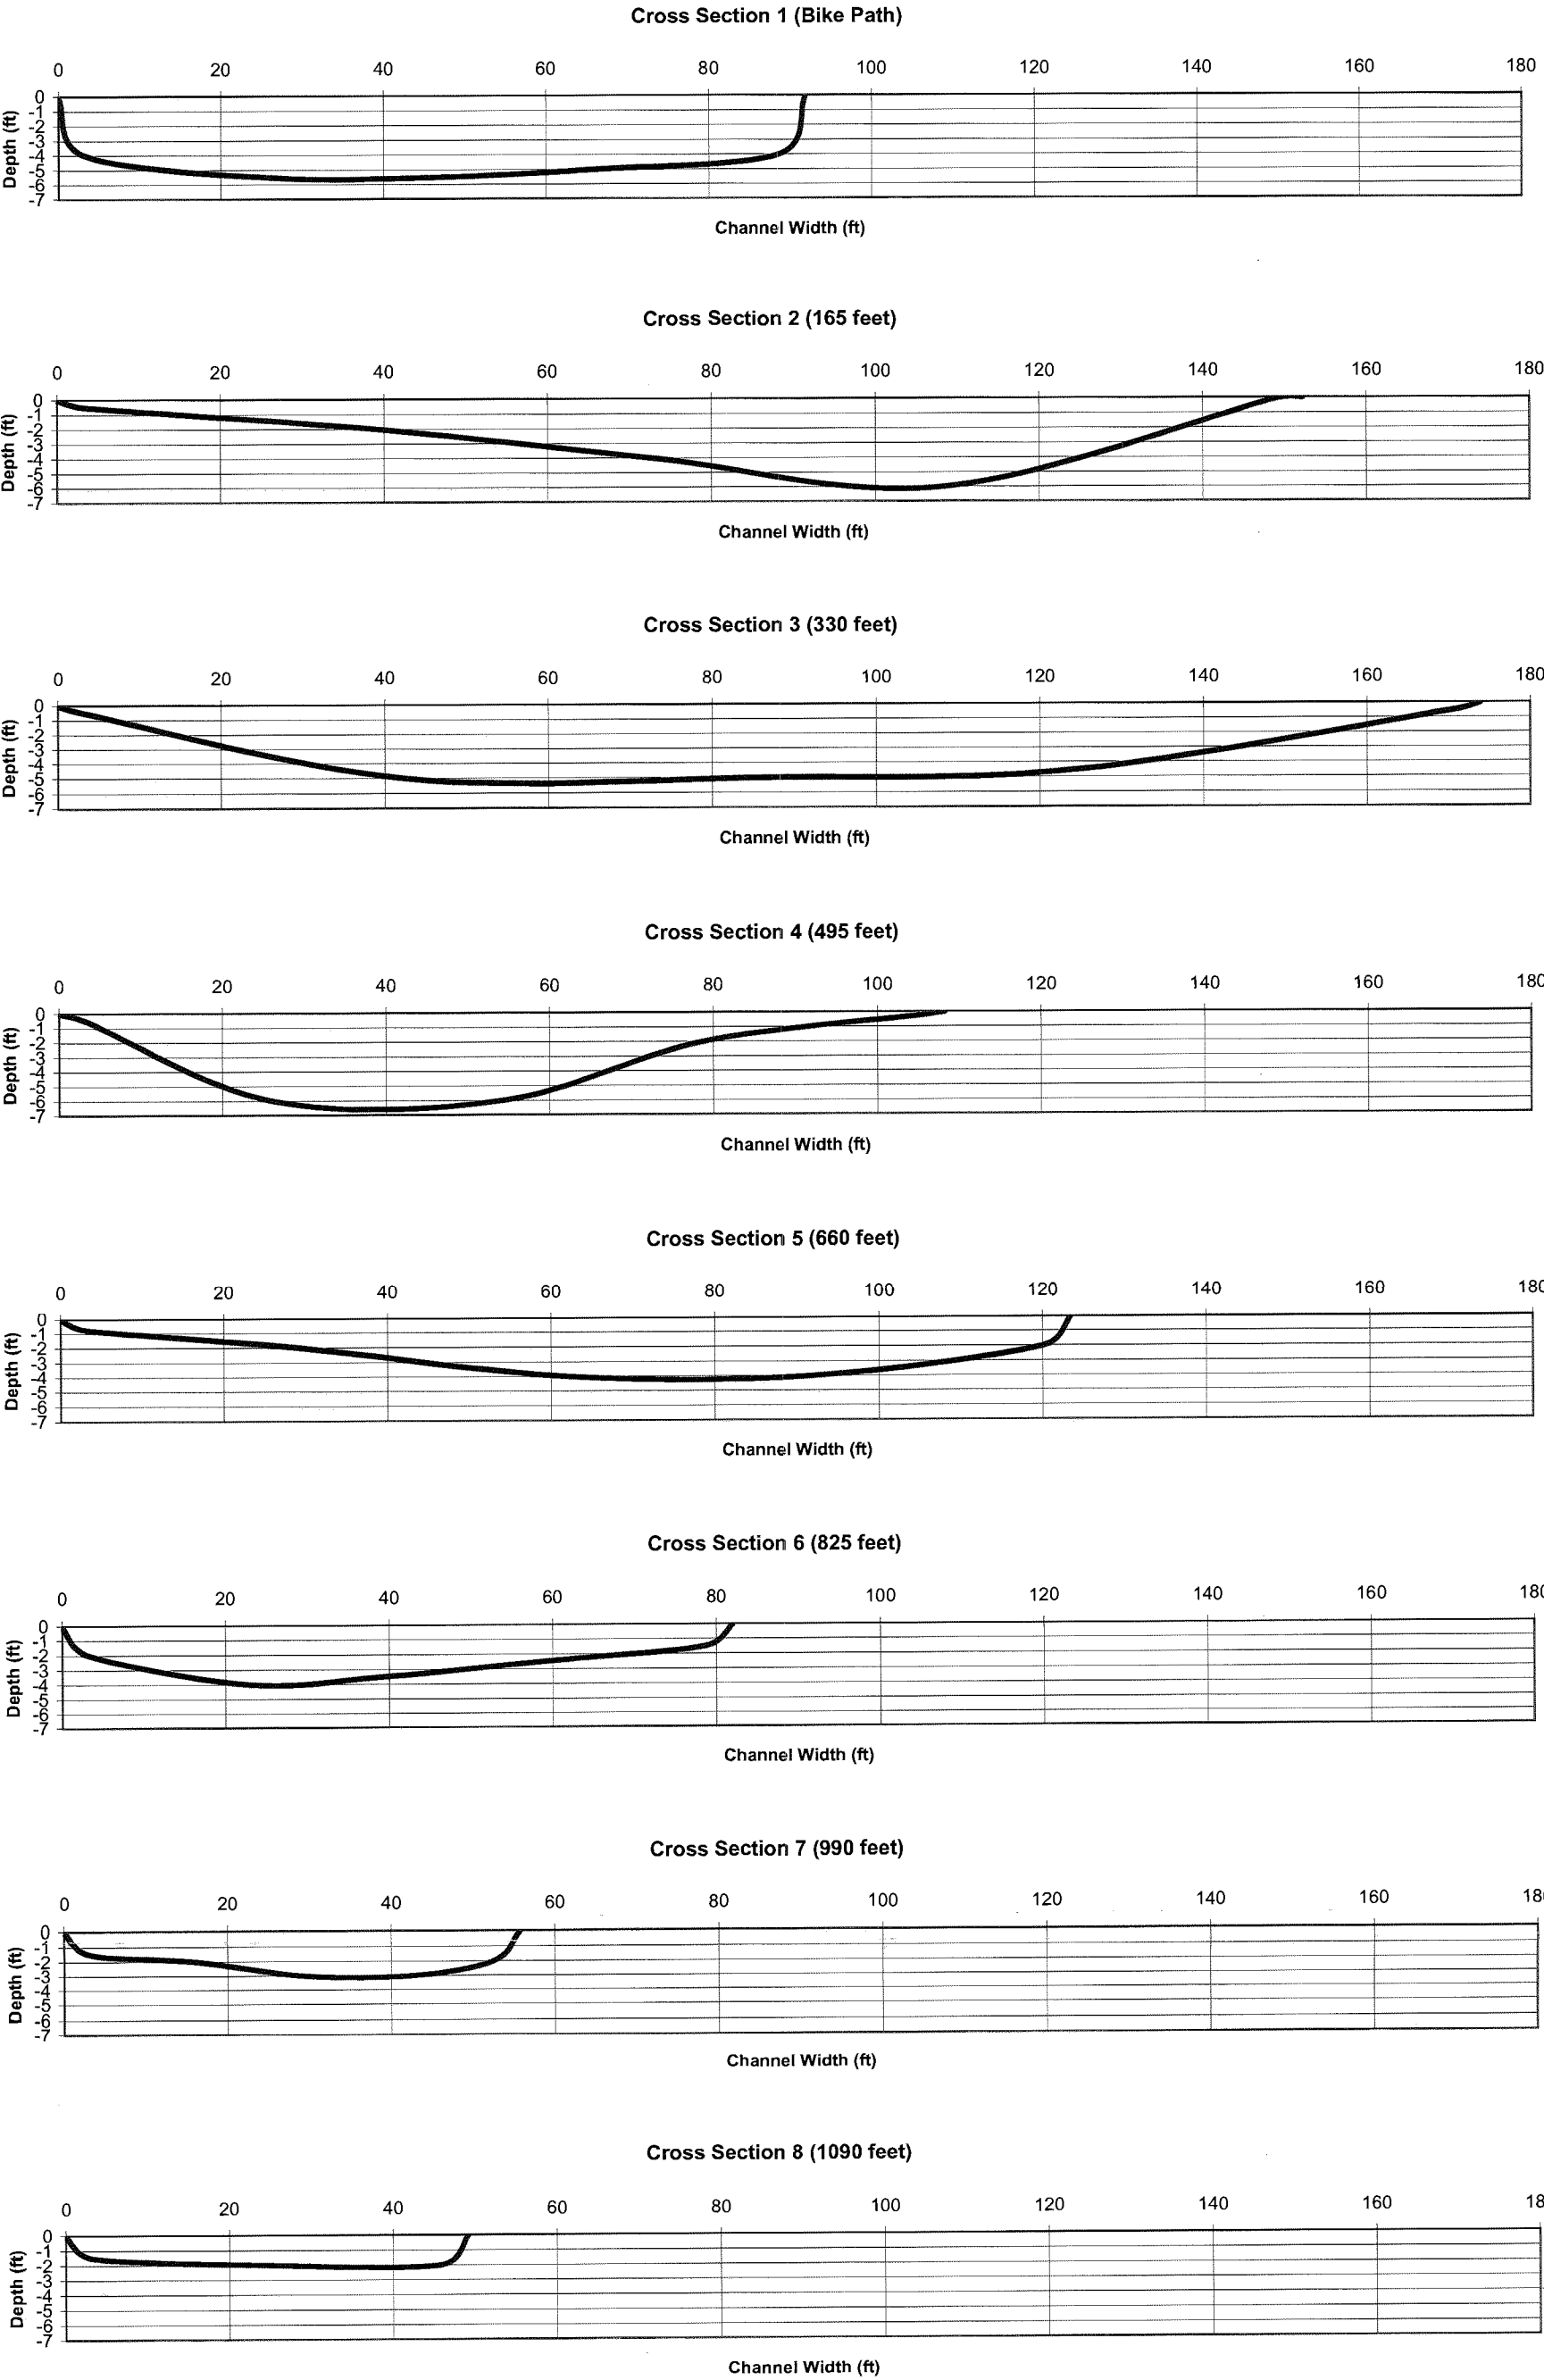 Cross Section 1 (Bike Path)
0 20 40 60 80 100 120 140 160 180
0
-1
-2
-3
-4
-5
-6
-7
Depth (ft)
Channel Width (ft)
Cross Section 2 (165 feet)
0 20 40 60 80 100 120 140 160 180
0
-1
-2
-3
-4
-5
-6
-7
Depth (ft)
Channel Width (ft)
Cross Section 3 (330 feet)
0 20 40 60 80 100 120 140 160 180
0
-1
-2
-3
-4
-5
-6
-7
Depth (ft)
Channel Width (ft)
Cross Section 4 (495 feet)
0 20 40 60 80 100 120 140 160 180
0
-1
-2
-3
-4
-5
-6
-7
Depth (ft)
Channel Width (ft)
Cross Section 5 (660 feet)
0 20 40 60 80 100 120 140 160 180
0
-1
-2
-3
-4
-5
-6
-7
Depth (ft)
Channel Width (ft)
Cross Section 6 (825 feet)
0 20 40 60 80 100 120 140 160 180
0
-1
-2
-3
-4
-5
-6
-7
Depth (ft)
Channel Width (ft)
Cross Section 7 (990 feet)
0 20 40 60 80 100 120 140 160 18
0
-1
-2
-3
-4
-5
-6
-7
Depth (ft)
Channel Width (ft)
Cross Section 8 (1090 feet)
0 20 40 60 80 100 120 140 160 18
0
-1
-2
-3
-4
-5
-6
-7
Depth (ft)
Channel Width (ft)